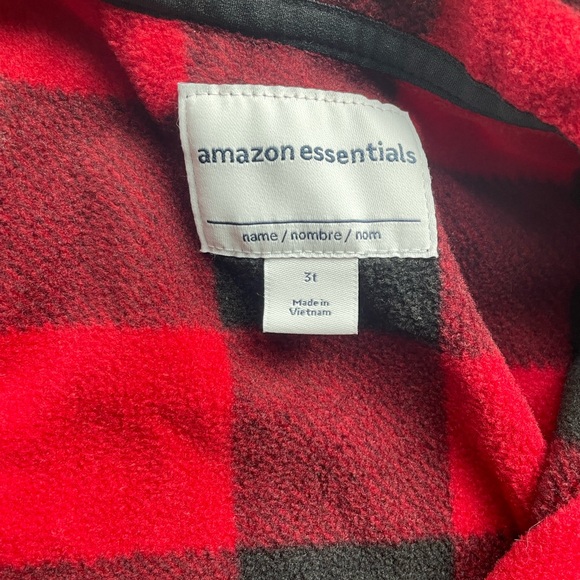 amazon essentials
name / nombre / nom
3t
Made in
Vietnam